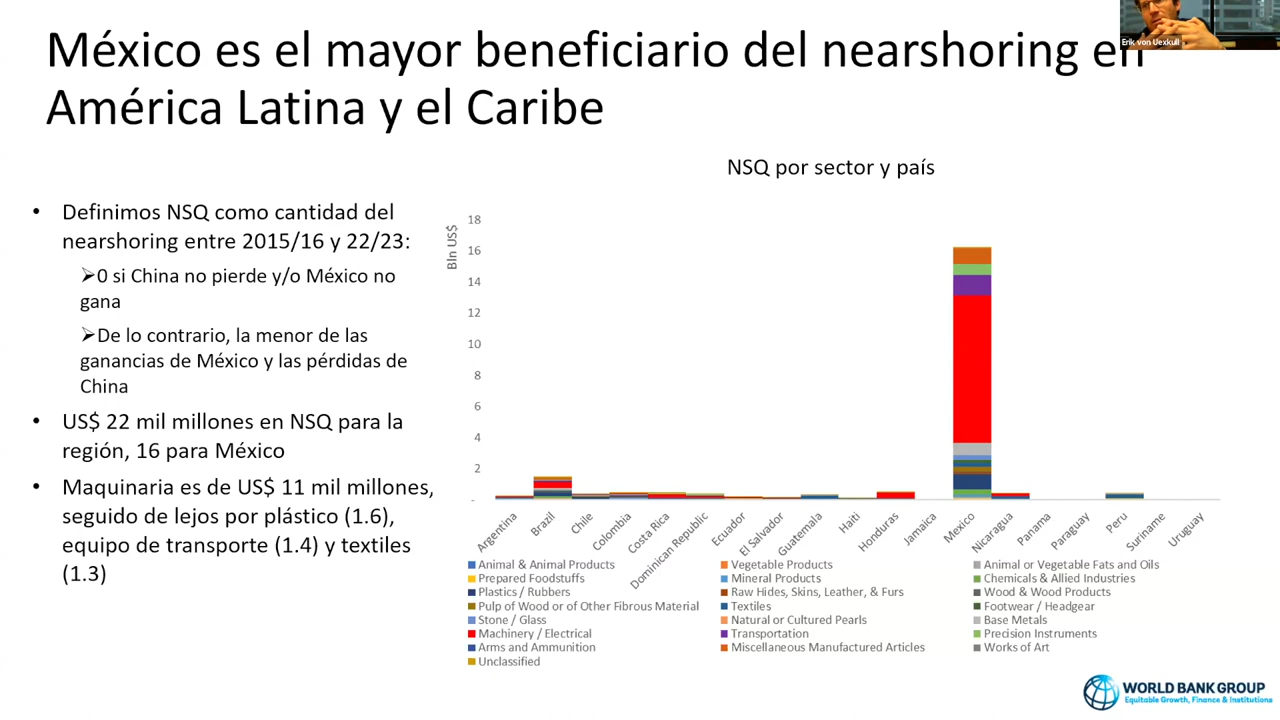 México es el mayor beneficiario del nearshoring en
América Latina y el Caribe
Erik von Uexkull
NSQ por sector y país
• Definimos NSQ como cantidad del
nearshoring entre 2015/16 y 22/23:
➢0 si China no pierde y/o México no
gana
➢De lo contrario, la menor de las
ganancias de México y las pérdidas de
China
• US$ 22 mil millones en NSQ para la
región, 16 para México
• Maquinaria es de US$ 11 mil millones,
seguido de lejos por plástico (1.6),
equipo de transporte (1.4) y textiles
(1.3)
Bln US$
18
16
14
12
10
8
6
4
2
-
Argentina
Brazil
Chile
Colombia
Costa Rica
Dominican Republic
Ecuador
El Salvador
Guatemala
Haiti
Honduras
Jamaica
Mexico
Nicaragua
Panama
Paraguay
Peru
Suriname
Uruguay
Animal & Animal Products
Vegetable Products
Animal or Vegetable Fats and Oils
Prepared Foodstuffs
Mineral Products
Chemicals & Allied Industries
Plastics / Rubbers
Raw Hides, Skins, Leather, & Furs
Wood & Wood Products
Pulp of Wood or of Other Fibrous Material
Textiles
Footwear / Headgear
Stone / Glass
Natural or Cultured Pearls
Base Metals
Machinery / Electrical
Transportation
Precision Instruments
Arms and Ammunition
Miscellaneous Manufactured Articles
Works of Art
Unclassified
WORLD BANK GROUP
Equitable Growth, Finance & Institutions